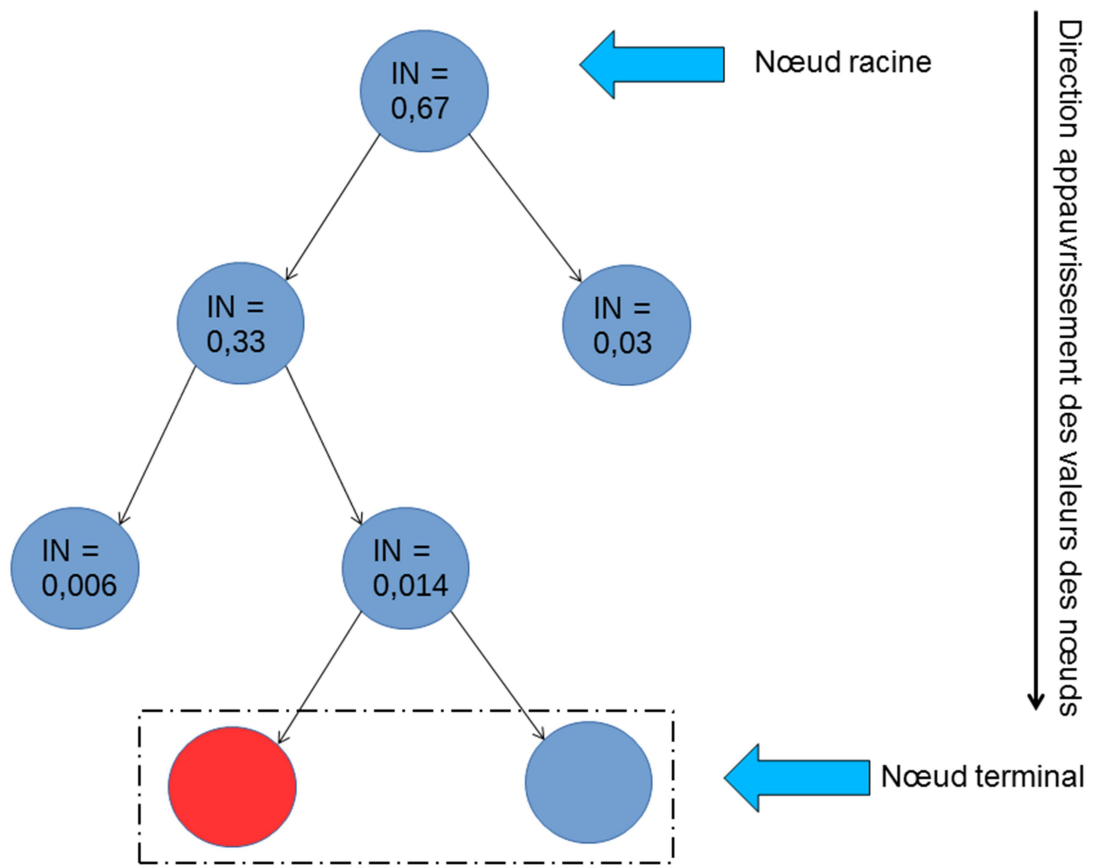 IN =
0,67
Nœud racine
IN =
0,33
IN =
0,03
IN =
0,006
IN =
0,014
Nœud terminal
Direction appauvrissement des valeurs des nœuds